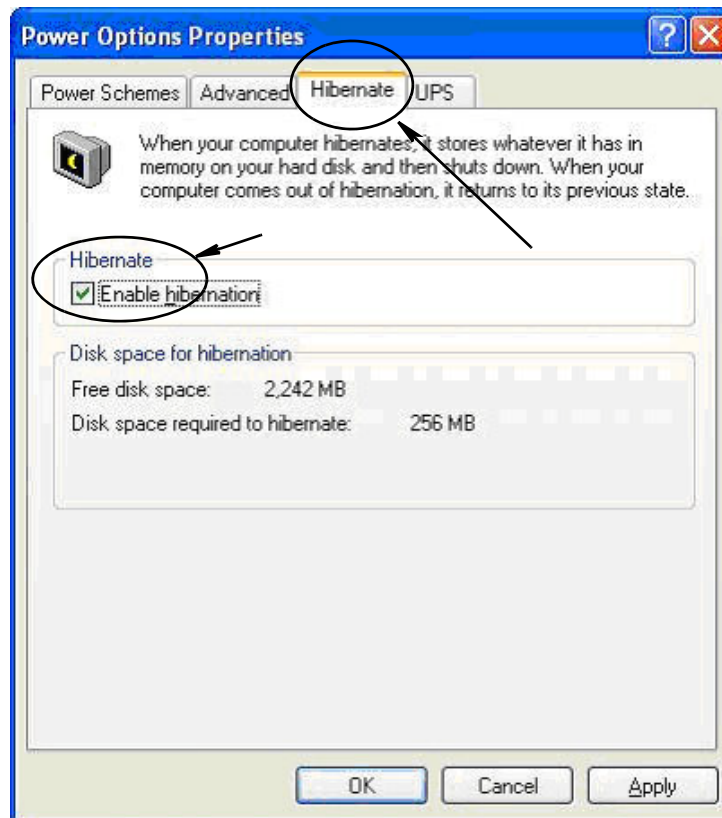 Power Options Properties
Power Schemes Advanced Hibernate UPS
When your computer hibernates, it stores whatever it has in
memory on your hard disk and then shuts down. When your
computer comes out of hibernation, it returns to its previous state.
Hibernate
Enable hibernation
Disk space for hibernation
Free disk space: 2,242 MB
Disk space required to hibernate: 256 MB
OK Cancel Apply